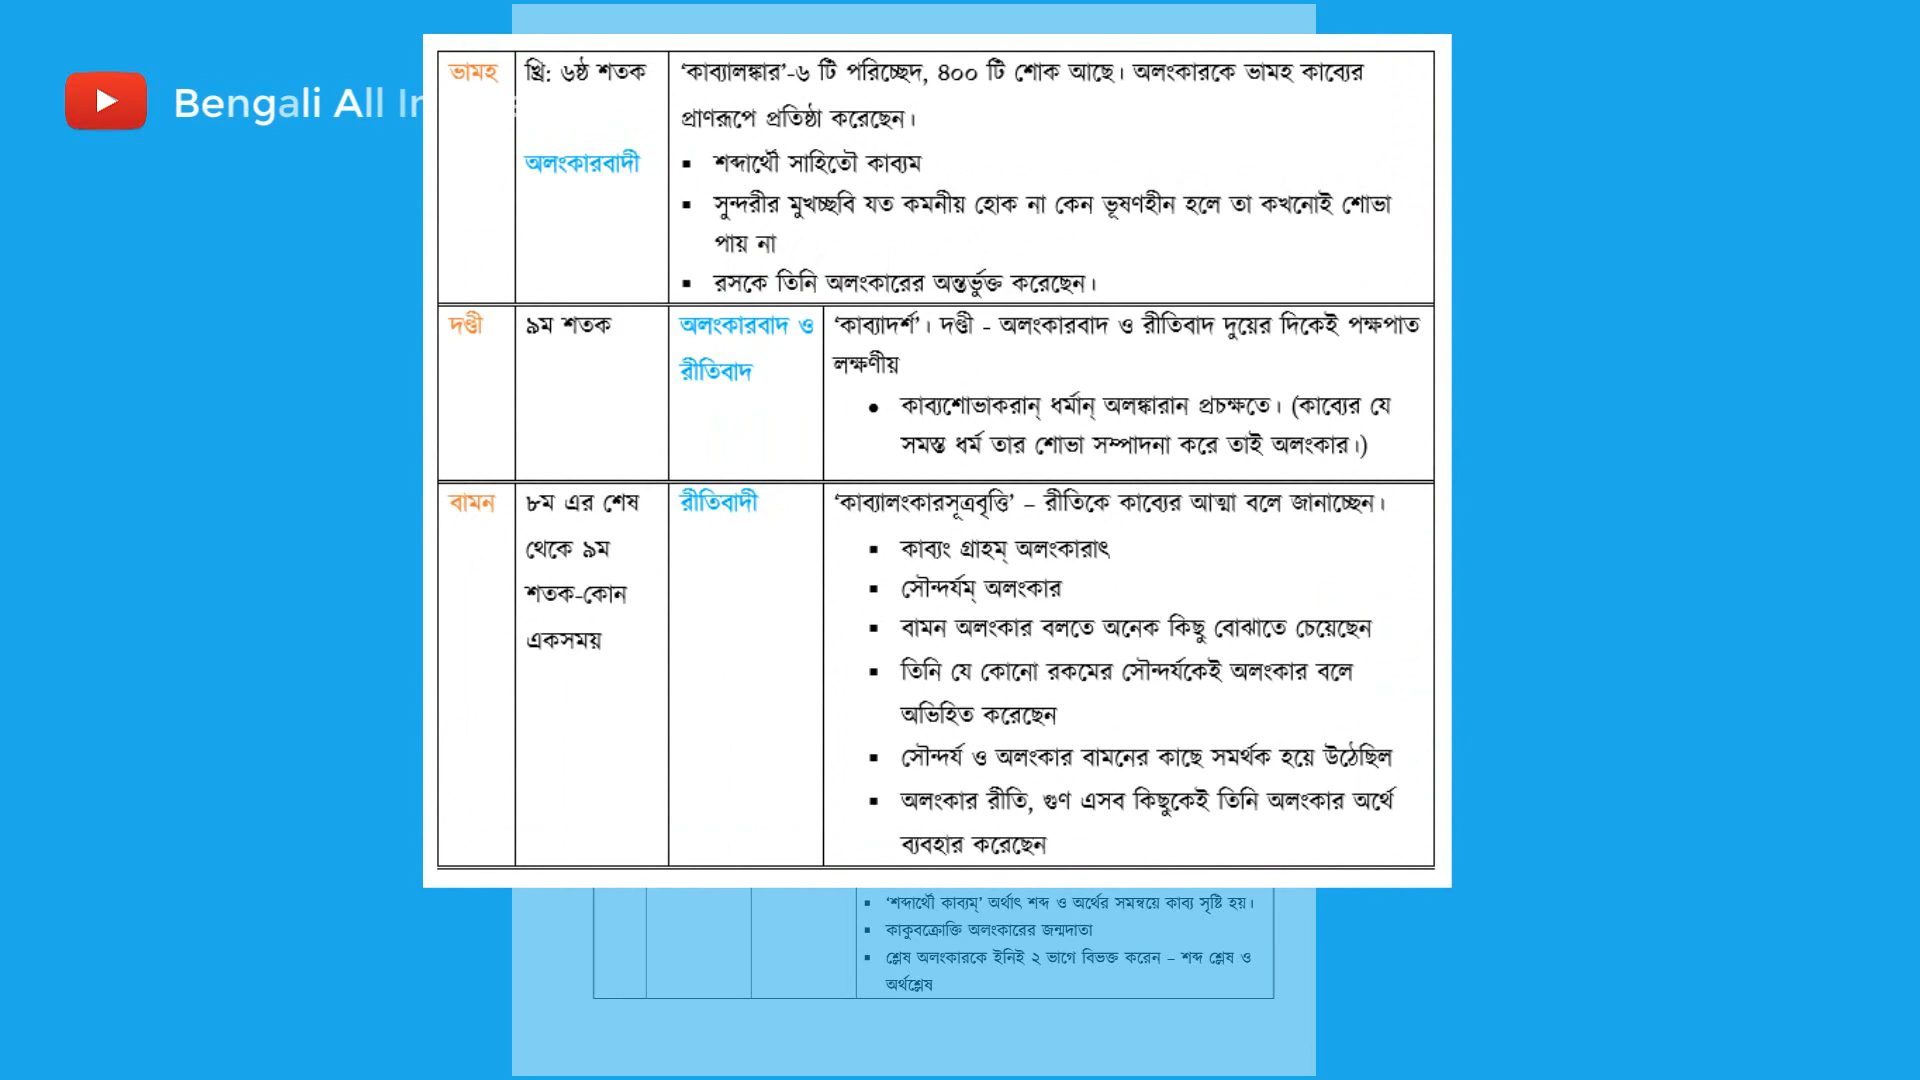 Bengali All In
ভামহ
খ্রি: ৬ষ্ঠ শতক
অলংকারবাদী
‘কাব্যালঙ্কার’-৬ টি পরিচ্ছেদ, ৪০০ টি শোক আছে। অলংকারকে ভামহ কাব্যের
প্রাণরূপে প্রতিষ্ঠা করেছেন।
▪ শব্দার্থৌ সাহিতৌ কাব্যম
▪ সুন্দরীর মুখচ্ছবি যত কমনীয় হোক না কেন ভূষণহীন হলে তা কখনোই শোভা
পায় না
▪ রসকে তিনি অলংকারের অন্তর্ভুক্ত করেছেন।
দণ্ডী
৯ম শতক
অলংকারবাদ ও
রীতিবাদ
‘কাব্যাদর্শ’। দণ্ডী - অলংকারবাদ ও রীতিবাদ দুয়ের দিকেই পক্ষপাত
লক্ষণীয়
● কাব্যশোভাকরান্ ধর্মান্ অলঙ্কারান প্রচক্ষতে। (কাব্যের যে
সমস্ত ধর্ম তার শোভা সম্পাদনা করে তাই অলংকার।)
বামন
৮ম এর শেষ
থেকে ৯ম
শতক-কোন
একসময়
রীতিবাদী
‘কাব্যালংকারসূত্রবৃত্তি’ – রীতিকে কাব্যের আত্মা বলে জানাচ্ছেন।
▪ কাব্যং গ্রাহম্ অলংকারাৎ
▪ সৌন্দর্যম্ অলংকার
▪ বামন অলংকার বলতে অনেক কিছু বোঝাতে চেয়েছেন
▪ তিনি যে কোনো রকমের সৌন্দর্যকেই অলংকার বলে
অভিহিত করেছেন
▪ সৌন্দর্য ও অলংকার বামনের কাছে সমর্থক হয়ে উঠেছিল
▪ অলংকার রীতি, গুণ এসব কিছুকেই তিনি অলংকার অর্থে
ব্যবহার করেছেন
▪ ‘শব্দার্থৌ কাব্যম্’ অর্থাৎ শব্দ ও অর্থের সমন্বয়ে কাব্য সৃষ্টি হয়।
▪ কাকুবক্রোক্তি অলংকারের জন্মদাতা
▪ শ্লেষ অলংকারকে ইনিই ২ ভাগে বিভক্ত করেন – শব্দ শ্লেষ ও
অর্থশ্লেষ